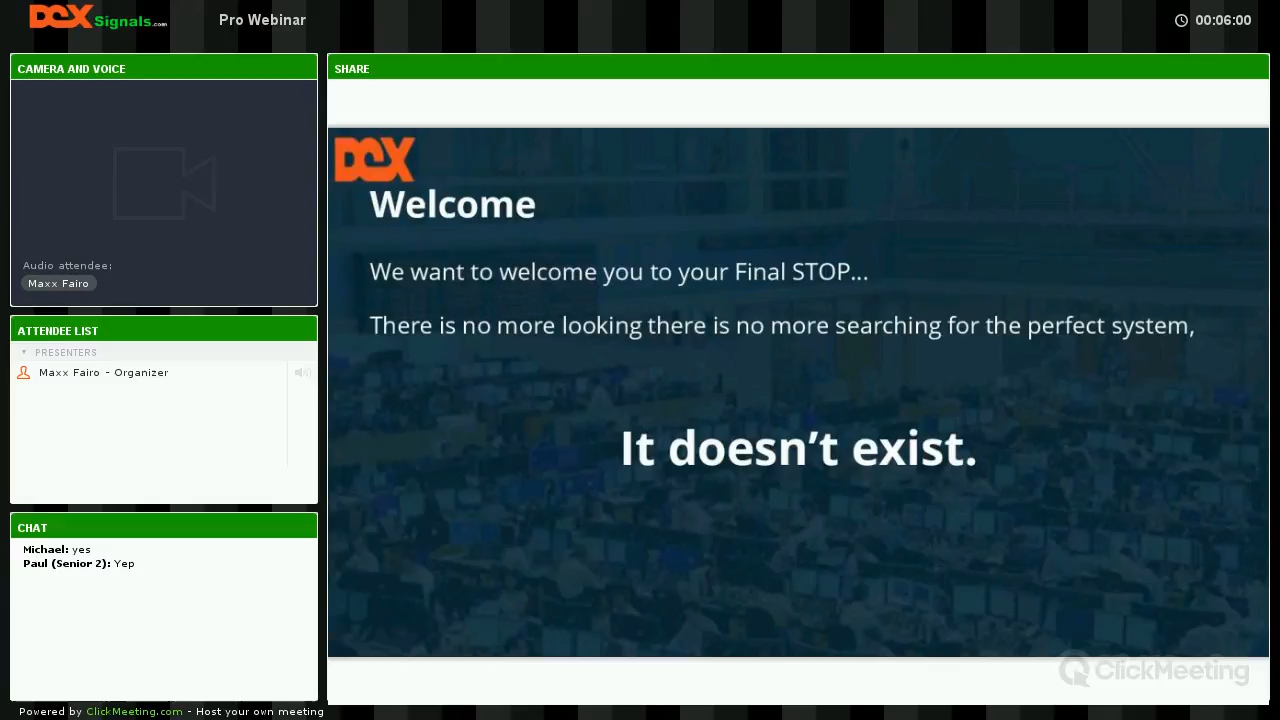 DCX Signals.com
Pro Webinar
00:06:00
CAMERA AND VOICE
Audio attendee:
Maxx Fairo
ATTENDEE LIST
PRESENTERS
Maxx Fairo - Organizer
CHAT
Michael: yes
Paul (Senior 2): Yep
Powered by ClickMeeting.com - Host your own meeting
SHARE
DCX
Welcome
We want to welcome you to your Final STOP...
There is no more looking there is no more searching for the perfect system,
It doesn’t exist.
ClickMeeting